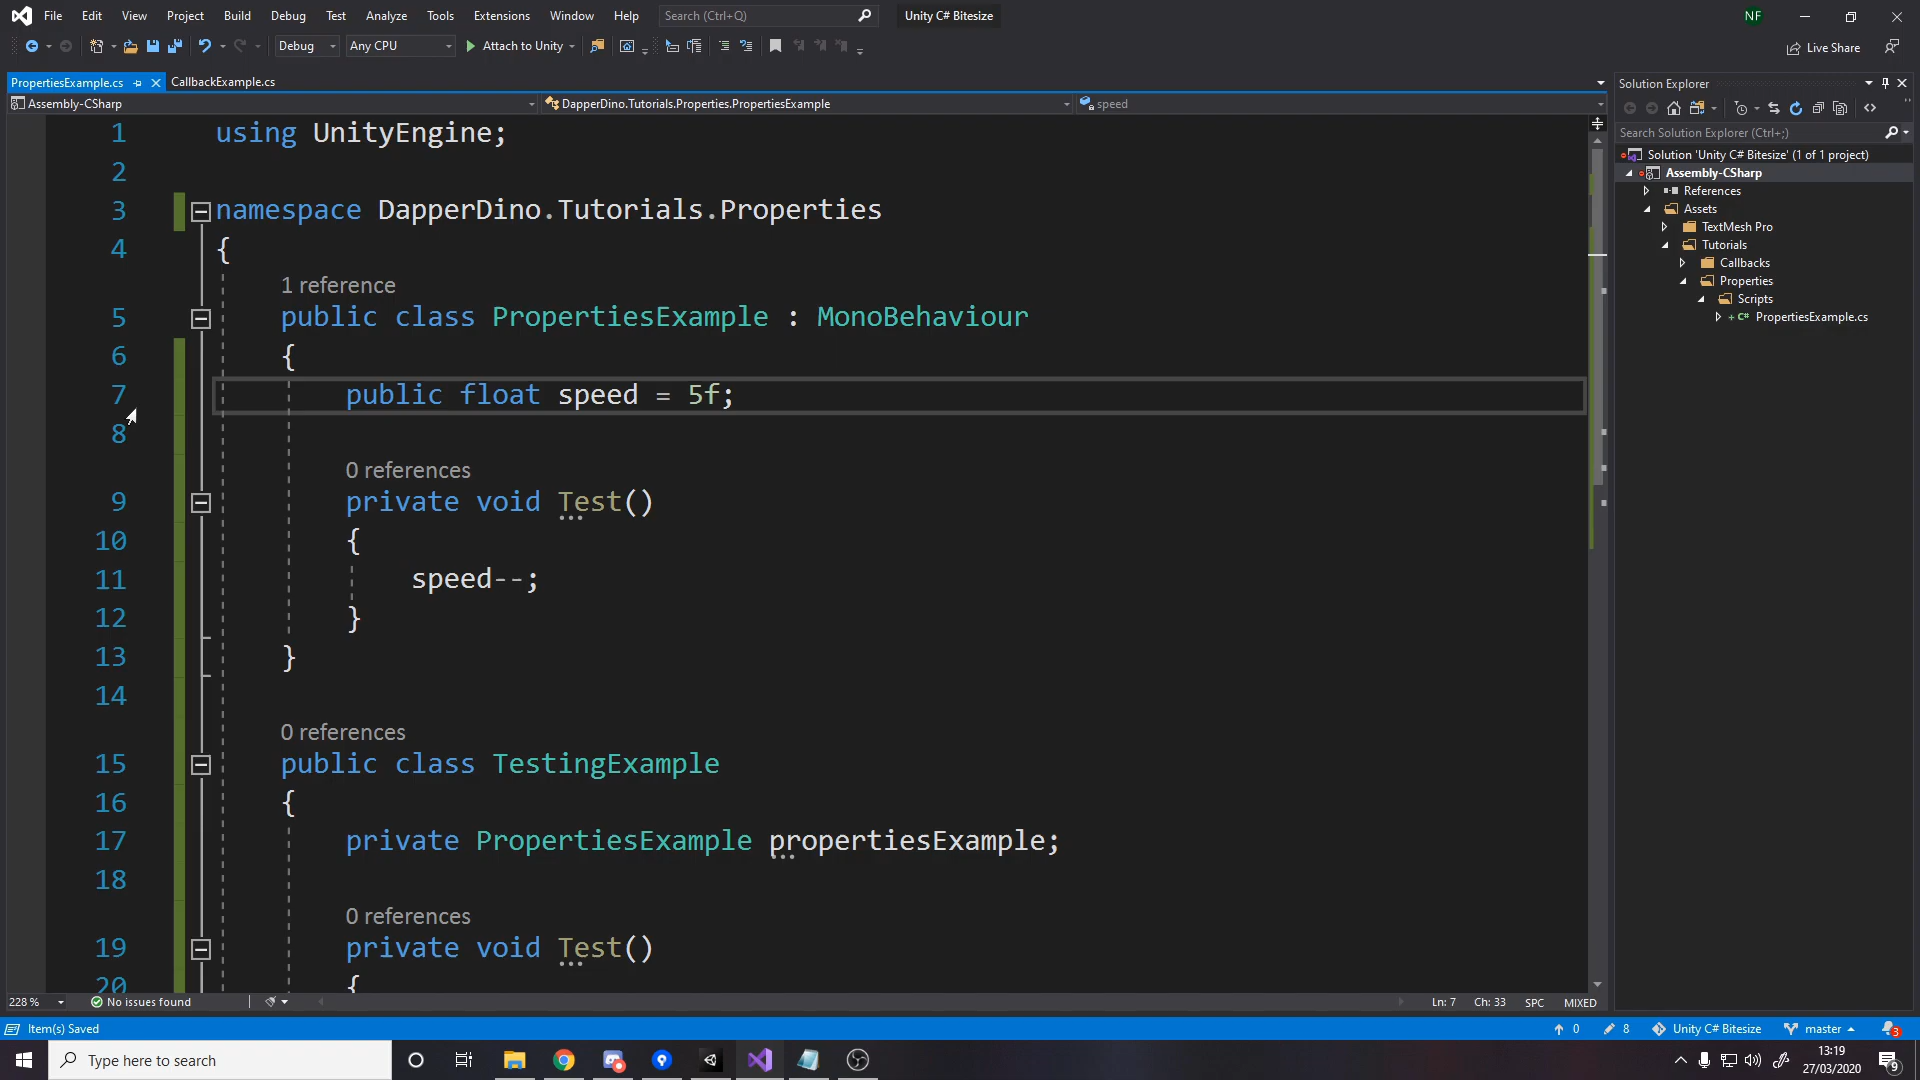 File Edit View Project Build Debug Test Analyze Tools Extensions Window Help Search (Ctrl+Q) Unity C# Bitesize NF
Debug Any CPU Attach to Unity Live Share
PropertiesExample.cs CallbackExample.cs
Assembly-CSharp DapperDino.Tutorials.Properties.PropertiesExample speed
1 using UnityEngine;
2
3 namespace DapperDino.Tutorials.Properties
4 {
1 reference
5 public class PropertiesExample : MonoBehaviour
6 {
7 public float speed = 5f;
8
0 references
9 private void Test()
10 {
11 speed--;
12 }
13 }
14
0 references
15 public class TestingExample
16 {
17 private PropertiesExample propertiesExample;
18
0 references
19 private void Test()
20 {
228 % No issues found Ln: 7 Ch: 33 SPC MIXED
Solution Explorer
Search Solution Explorer (Ctrl+;)
Solution 'Unity C# Bitesize' (1 of 1 project)
Assembly-CSharp
References
Assets
TextMesh Pro
Tutorials
Callbacks
Properties
Scripts
C# PropertiesExample.cs
Item(s) Saved 0 8 Unity C# Bitesize master 3
Type here to search
13:19
27/03/2020
9